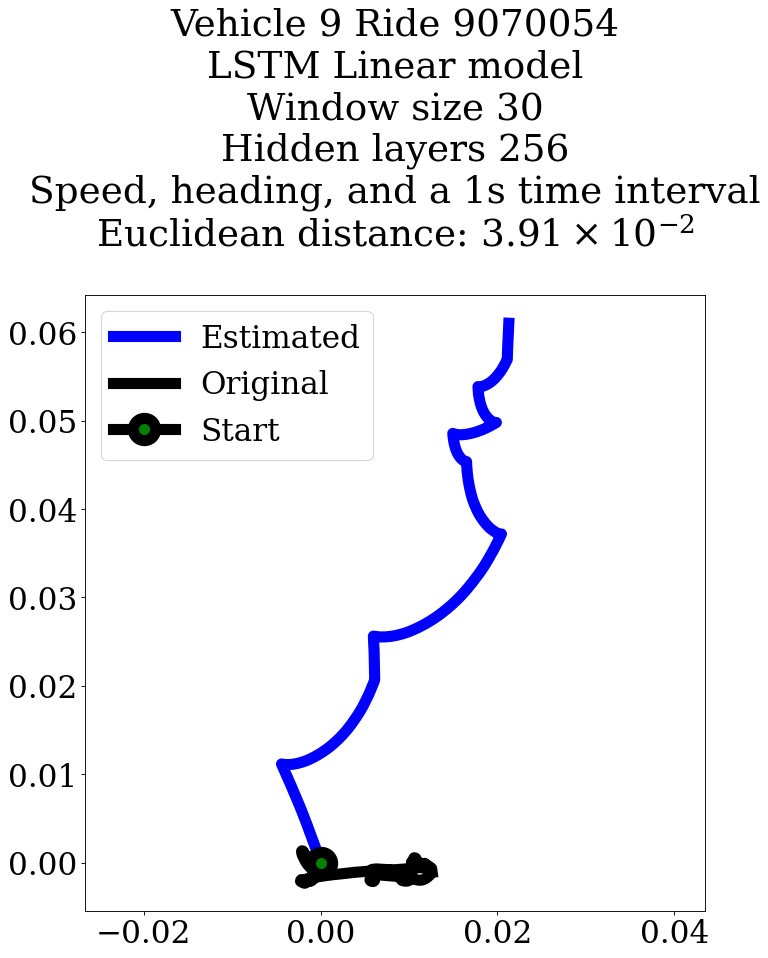 Vehicle 9 Ride 9070054
LSTM Linear model
Window size 30
Hidden layers 256
Speed, heading, and a 1s time interval
Euclidean distance: 3.91 × 10⁻²
Estimated
Original
Start
0.06
0.05
0.04
0.03
0.02
0.01
0.00
−0.02 0.00 0.02 0.04